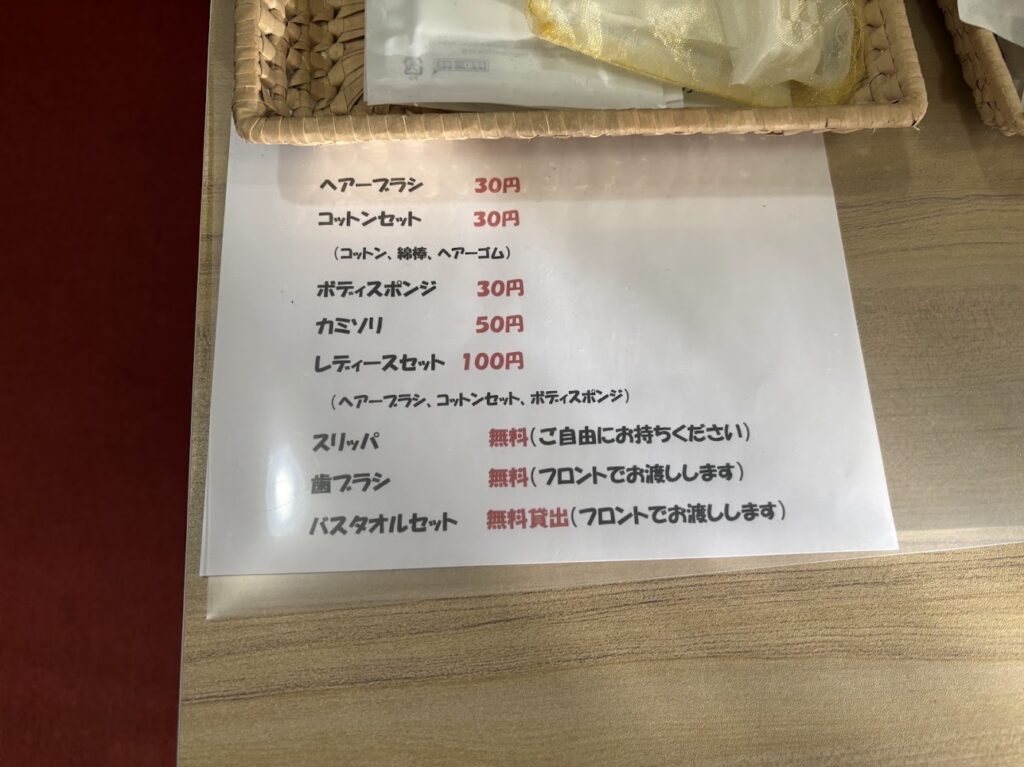 ヘアーブラシ 30円
コットンセット 30円
(コットン、綿棒、ヘアーゴム)
ボディスポンジ 30円
カミソリ 50円
レディースセット 100円
(ヘアーブラシ、コットンセット、ボディスポンジ)
スリッパ 無料(ご自由にお持ちください)
歯ブラシ 無料(フロントでお渡しします)
バスタオルセット 無料貸出(フロントでお渡しします)